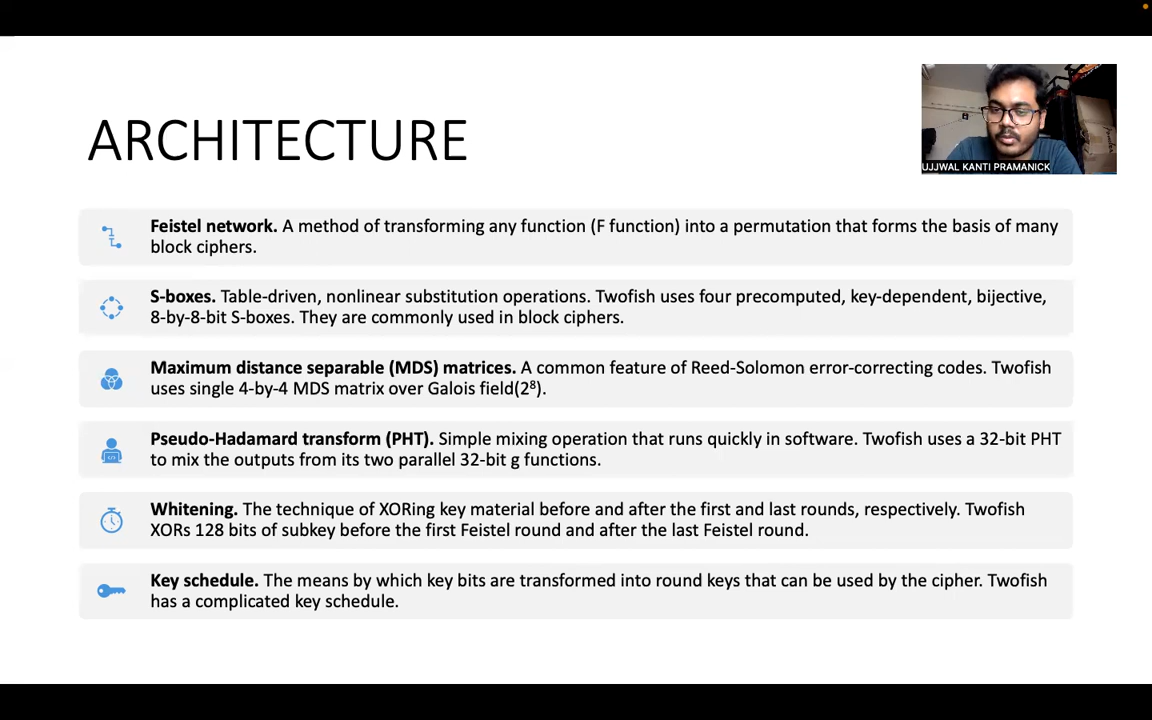 ARCHITECTURE
UJJWAL KANTI PRAMANICK
Feistel network. A method of transforming any function (F function) into a permutation that forms the basis of many
block ciphers.
S-boxes. Table-driven, nonlinear substitution operations. Twofish uses four precomputed, key-dependent, bijective,
8-by-8-bit S-boxes. They are commonly used in block ciphers.
Maximum distance separable (MDS) matrices. A common feature of Reed-Solomon error-correcting codes. Twofish
uses single 4-by-4 MDS matrix over Galois field(2⁸).
Pseudo-Hadamard transform (PHT). Simple mixing operation that runs quickly in software. Twofish uses a 32-bit PHT
to mix the outputs from its two parallel 32-bit g functions.
Whitening. The technique of XORing key material before and after the first and last rounds, respectively. Twofish
XORs 128 bits of subkey before the first Feistel round and after the last Feistel round.
Key schedule. The means by which key bits are transformed into round keys that can be used by the cipher. Twofish
has a complicated key schedule.